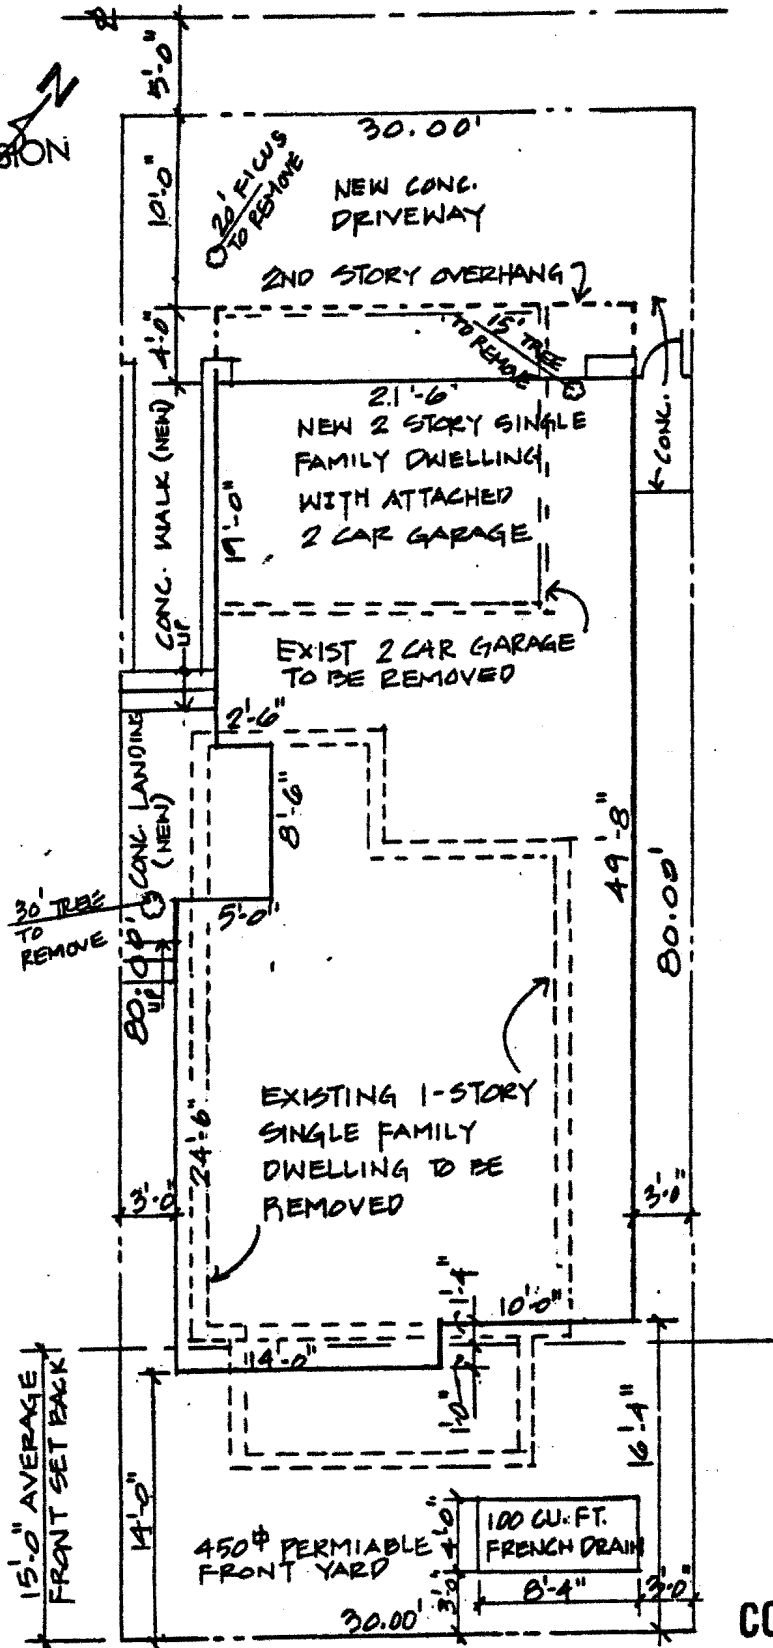 5'-0"
N
30.00'
10'-0"
20' FICUS
TO REMOVE
NEW CONC.
DRIVEWAY
2ND STORY OVERHANG
4'-0"
15' TREE
TO REMOVE
21'-6"
NEW 2 STORY SINGLE
FAMILY DWELLING
WITH ATTACHED
2 CAR GARAGE
CONC.
CONC. WALK (NEW)
19'-0"
UP
EXIST 2 CAR GARAGE
TO BE REMOVED
2'-6"
8'-6"
CONC. LANDING
(NEW)
49'-8"
80.00'
30' TREE
TO
REMOVE
5'-0"
80.00'
UP
EXISTING 1-STORY
SINGLE FAMILY
DWELLING TO BE
REMOVED
24'-6"
3'-0"
3'-0"
1'-4"
10'-0"
14'-0"
1'-0"
15'-0" AVERAGE
FRONT SET BACK
14'-0"
16'-4"
450 PERMIABLE
FRONT YARD
4'-0"
100 CU. FT.
FRENCH DRAIN
3'-0"
8'-4"
3'-0"
30.00'